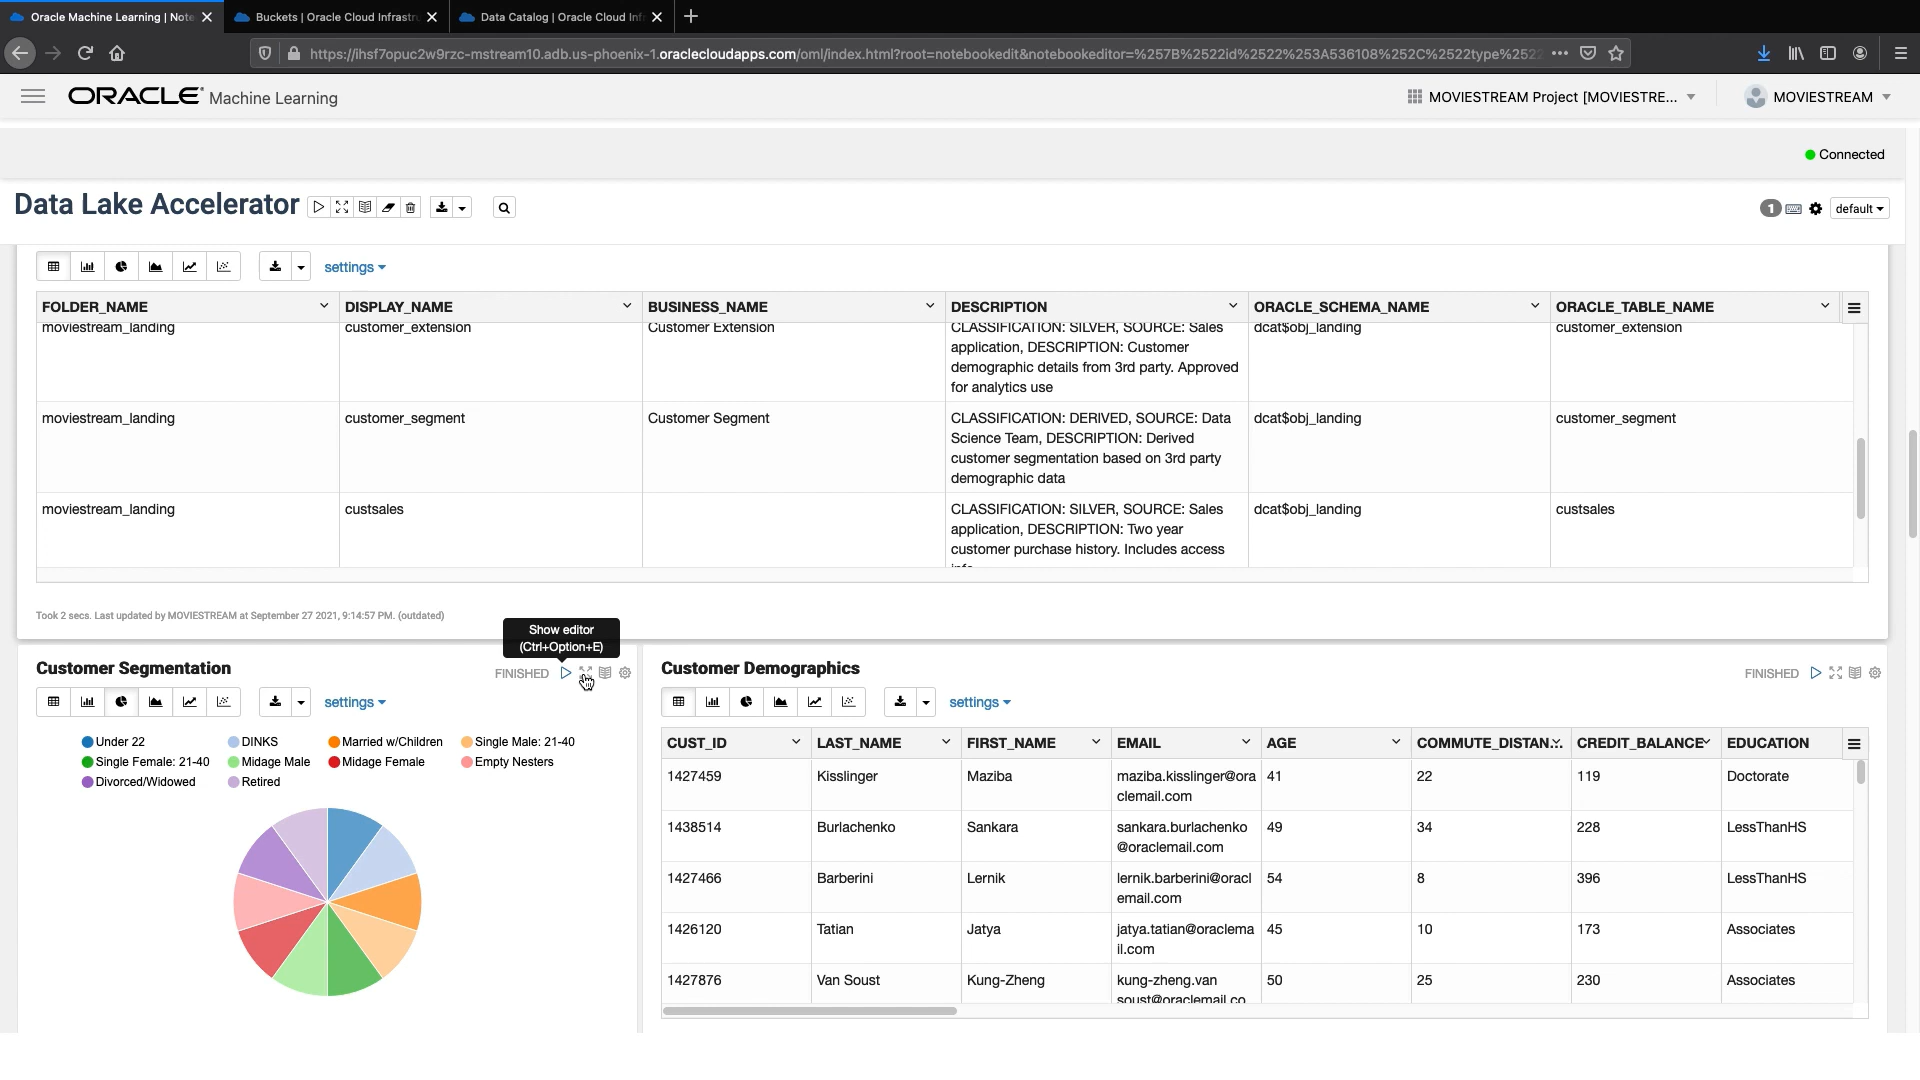 Oracle Machine Learning | Note
Buckets | Oracle Cloud Infrastru
Data Catalog | Oracle Cloud Inf
https://ihsf7opuc2w9rzc-mstream10.adb.us-phoenix-1.oraclecloudapps.com/oml/index.html?root=notebookedit&notebookeditor=%257B%2522id%2522%253A536108%252C%2522type%2522
ORACLE Machine Learning
MOVIESTREAM Project [MOVIESTRE...
MOVIESTREAM
Connected
Data Lake Accelerator
1
default
settings
FOLDER_NAME DISPLAY_NAME BUSINESS_NAME DESCRIPTION ORACLE_SCHEMA_NAME ORACLE_TABLE_NAME
moviestream_landing customer_extension Customer Extension CLASSIFICATION: SILVER, SOURCE: Sales dcat$obj_landing customer_extension
application, DESCRIPTION: Customer
demographic details from 3rd party. Approved
for analytics use
moviestream_landing customer_segment Customer Segment CLASSIFICATION: DERIVED, SOURCE: Data dcat$obj_landing customer_segment
Science Team, DESCRIPTION: Derived
customer segmentation based on 3rd party
demographic data
moviestream_landing custsales CLASSIFICATION: SILVER, SOURCE: Sales dcat$obj_landing custsales
application, DESCRIPTION: Two year
customer purchase history. Includes access
Took 2 secs. Last updated by MOVIESTREAM at September 27 2021, 9:14:57 PM. (outdated)
Show editor
(Ctrl+Option+E)
Customer Segmentation
FINISHED
settings
Under 22 DINKS Married w/Children Single Male: 21-40
Single Female: 21-40 Midage Male Midage Female Empty Nesters
Divorced/Widowed Retired
Customer Demographics
FINISHED
settings
CUST_ID LAST_NAME FIRST_NAME EMAIL AGE COMMUTE_DISTAN... CREDIT_BALANCE EDUCATION
1427459 Kisslinger Maziba maziba.kisslinger@ora 41 22 119 Doctorate
clemail.com
1438514 Burlachenko Sankara sankara.burlachenko 49 34 228 LessThanHS
@oraclemail.com
1427466 Barberini Lernik lernik.barberini@oracl 54 8 396 LessThanHS
email.com
1426120 Tatian Jatya jatya.tatian@oraclema 45 10 173 Associates
il.com
1427876 Van Soust Kung-Zheng kung-zheng.van 50 25 230 Associates
soust@oraclemail.co